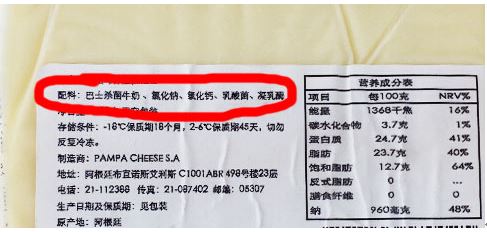 配料：巴士杀菌牛奶、氯化钠、氯化钙、乳酸菌、凝乳酶
存储条件：-18℃保质期18个月，2-6℃保质期45天，切勿
反复冷冻。
制造商：PAMPA CHEESE S.A
地址：阿根廷布宜诺斯艾利斯 C1001ABR 498号楼23层
电话：21-112388 传真：21-087402 邮编：05307
生产日期及保质期：见包装
原产地：阿根廷
营养成分表
项目 每100克 NRV%
能量 1368千焦 16%
碳水化合物 3.7克 1%
蛋白质 24.7克 41%
脂肪 23.7克 40%
饱和脂肪 12.7克 64%
反式脂肪 0 ...
膳食纤维 0 ...
钠 960毫克 48%